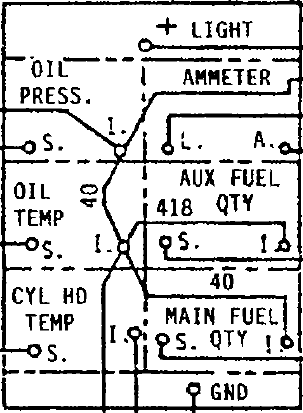 + LIGHT
OIL PRESS.
AMMETER
I.
S.
L.
A.
40
OIL TEMP
AUX FUEL QTY
418
I.
S.
S.
I.
40
CYL HD TEMP
MAIN FUEL QTY
I.
S.
S.
I.
GND